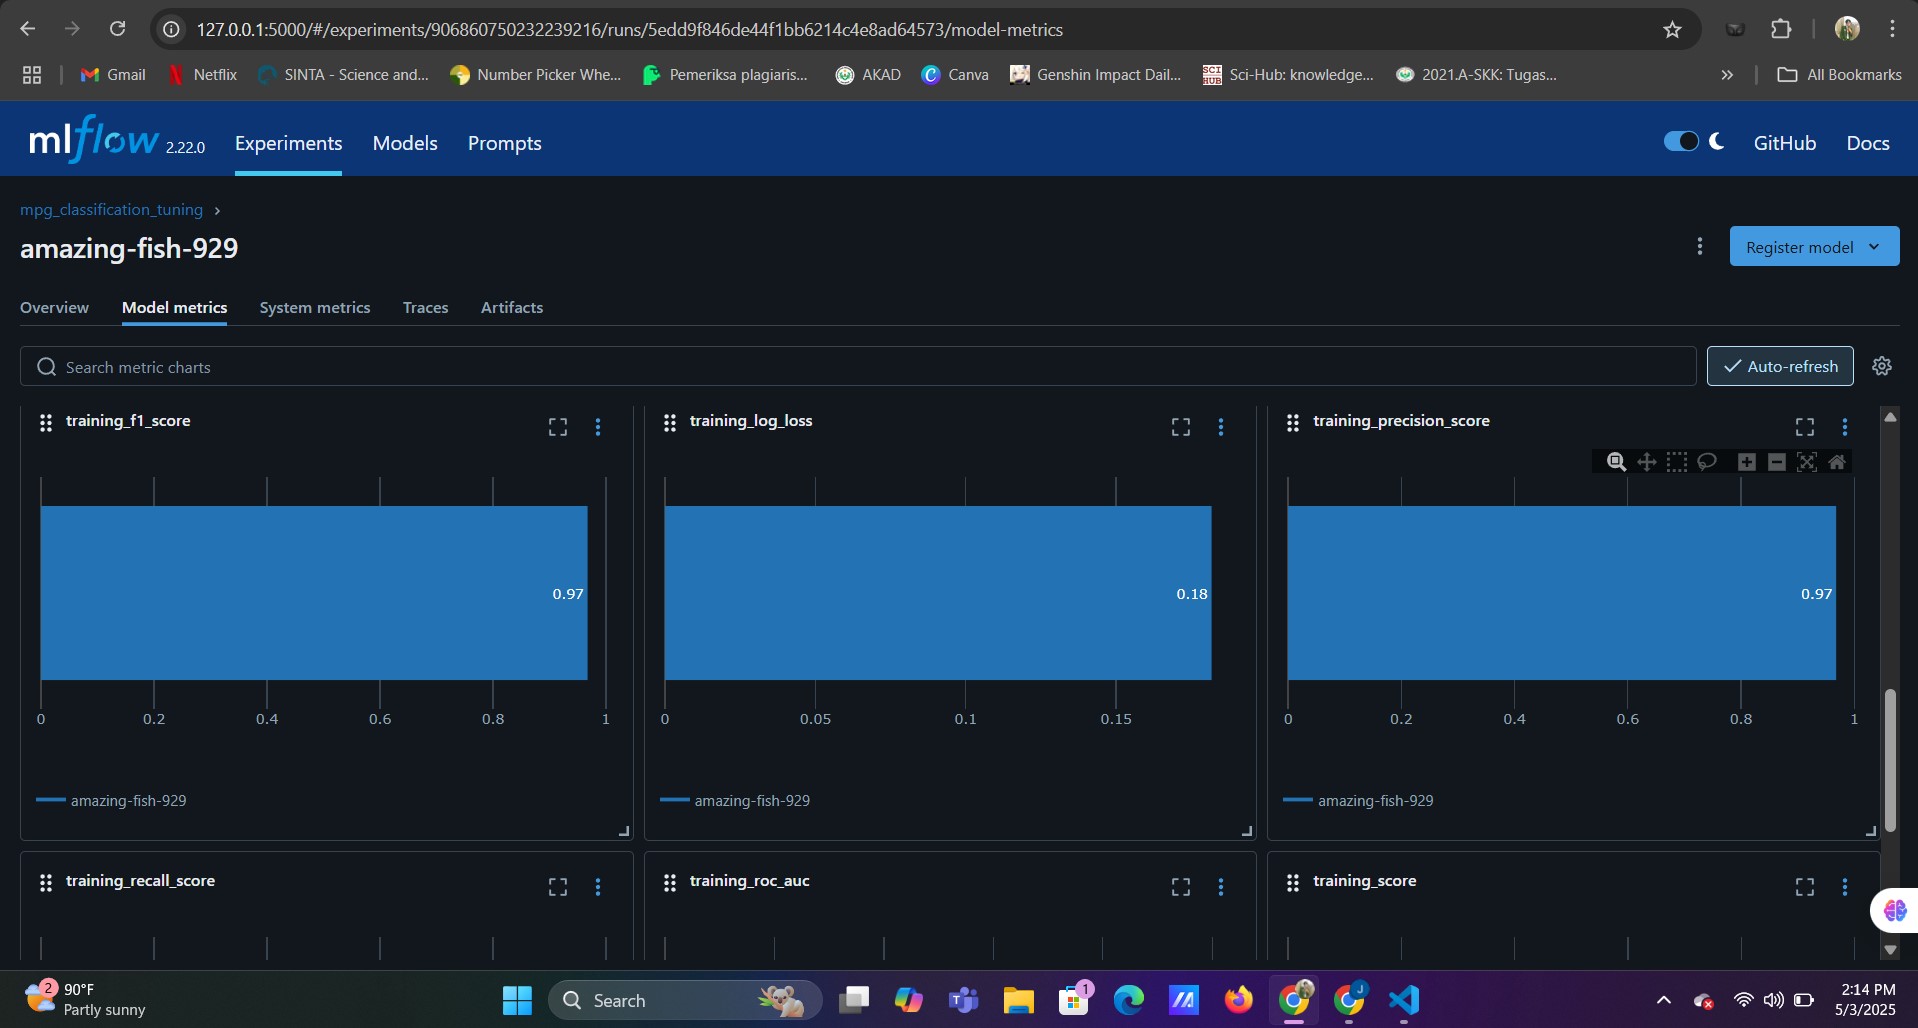 127.0.0.1:5000/#/experiments/906860750232239216/runs/5edd9f846de44f1bb6214c4e8ad64573/model-metrics
Gmail Netflix SINTA - Science and... Number Picker Whe... Pemeriksa plagiaris... AKAD Canva Genshin Impact Dail... SCI HUB Sci-Hub: knowledge... 2021.A-SKK: Tugas... » All Bookmarks
mlflow 2.22.0 Experiments Models Prompts GitHub Docs
mpg_classification_tuning ›
amazing-fish-929
Register model
Overview Model metrics System metrics Traces Artifacts
Search metric charts Auto-refresh
training_f1_score training_log_loss training_precision_score
0.97 0.18 0.97
0 0.2 0.4 0.6 0.8 1 0 0.05 0.1 0.15 0 0.2 0.4 0.6 0.8 1
amazing-fish-929 amazing-fish-929 amazing-fish-929
training_recall_score training_roc_auc training_score
2 90°F
Partly sunny
Search
1
J
2:14 PM
5/3/2025